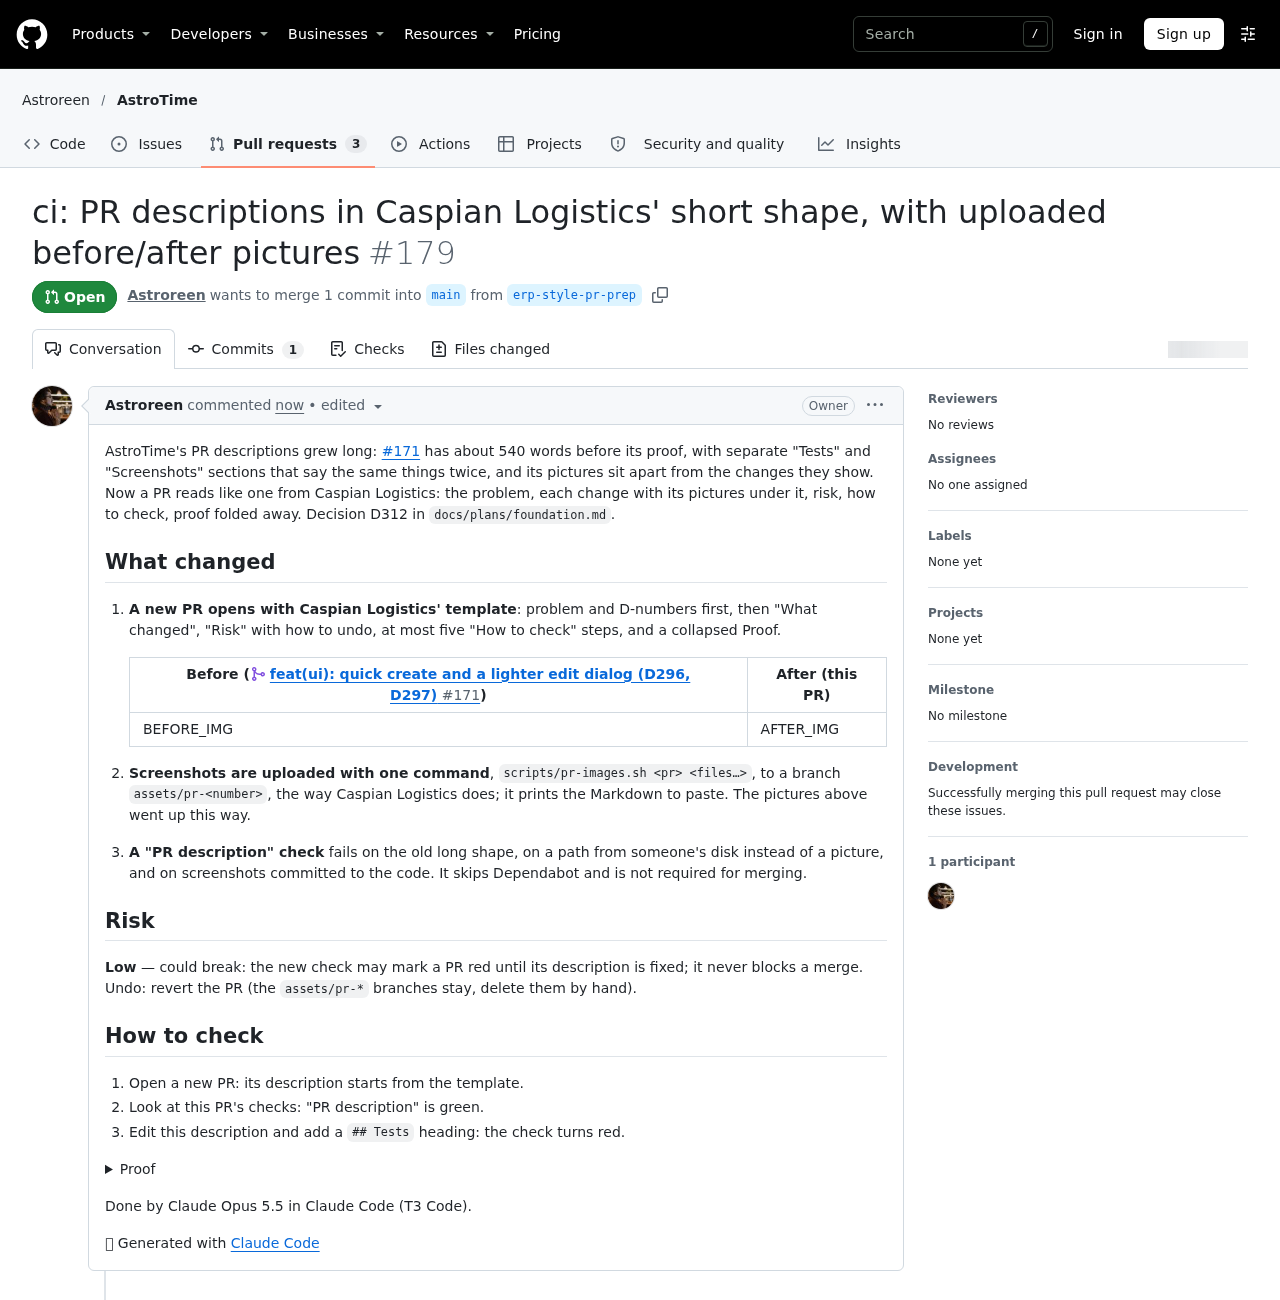 Products Developers Businesses Resources Pricing Search / Sign in Sign up
Astroreen / AstroTime
Code Issues Pull requests 3 Actions Projects Security and quality Insights
ci: PR descriptions in Caspian Logistics' short shape, with uploaded
before/after pictures #179
Open Astroreen wants to merge 1 commit into main from erp-style-pr-prep
Conversation Commits 1 Checks Files changed
Astroreen commented now • edited Owner
AstroTime's PR descriptions grew long: #171 has about 540 words before its proof, with separate "Tests" and
"Screenshots" sections that say the same things twice, and its pictures sit apart from the changes they show.
Now a PR reads like one from Caspian Logistics: the problem, each change with its pictures under it, risk, how
to check, proof folded away. Decision D312 in docs/plans/foundation.md.
What changed
1. A new PR opens with Caspian Logistics' template: problem and D-numbers first, then "What
changed", "Risk" with how to undo, at most five "How to check" steps, and a collapsed Proof.
Before (feat(ui): quick create and a lighter edit dialog (D296,
D297) #171)
After (this
PR)
BEFORE_IMG AFTER_IMG
2. Screenshots are uploaded with one command, scripts/pr-images.sh <pr> <files…>, to a branch
assets/pr-<number>, the way Caspian Logistics does; it prints the Markdown to paste. The pictures above
went up this way.
3. A "PR description" check fails on the old long shape, on a path from someone's disk instead of a picture,
and on screenshots committed to the code. It skips Dependabot and is not required for merging.
Risk
Low — could break: the new check may mark a PR red until its description is fixed; it never blocks a merge.
Undo: revert the PR (the assets/pr-* branches stay, delete them by hand).
How to check
1. Open a new PR: its description starts from the template.
2. Look at this PR's checks: "PR description" is green.
3. Edit this description and add a ## Tests heading: the check turns red.
Proof
Done by Claude Opus 5.5 in Claude Code (T3 Code).
Generated with Claude Code
Reviewers
No reviews
Assignees
No one assigned
Labels
None yet
Projects
None yet
Milestone
No milestone
Development
Successfully merging this pull request may close
these issues.
1 participant